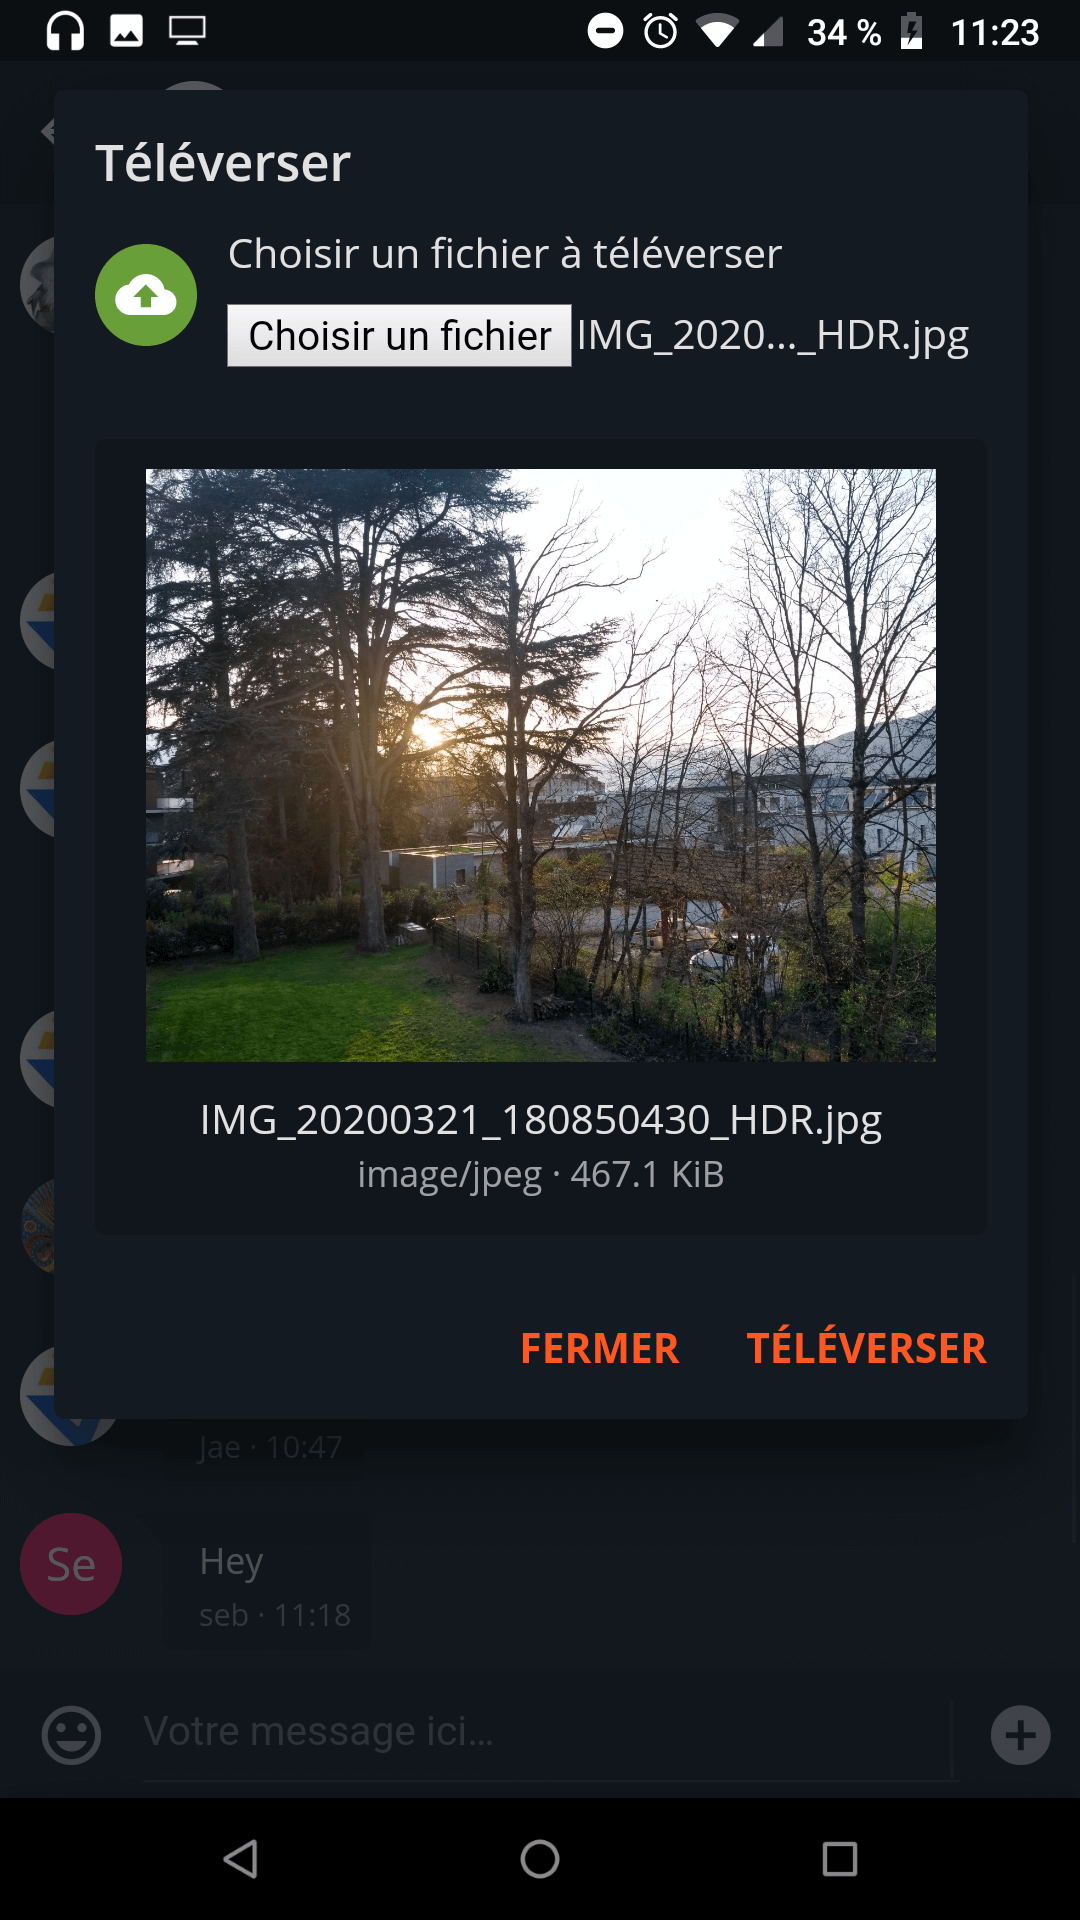 34 % 11:23
Téléverser
Choisir un fichier à téléverser
Choisir un fichier IMG_2020..._HDR.jpg
IMG_20200321_180850430_HDR.jpg
image/jpeg · 467.1 KiB
FERMER TÉLÉVERSER
Jae · 10:47
Se
Hey
seb · 11:18
Votre message ici...